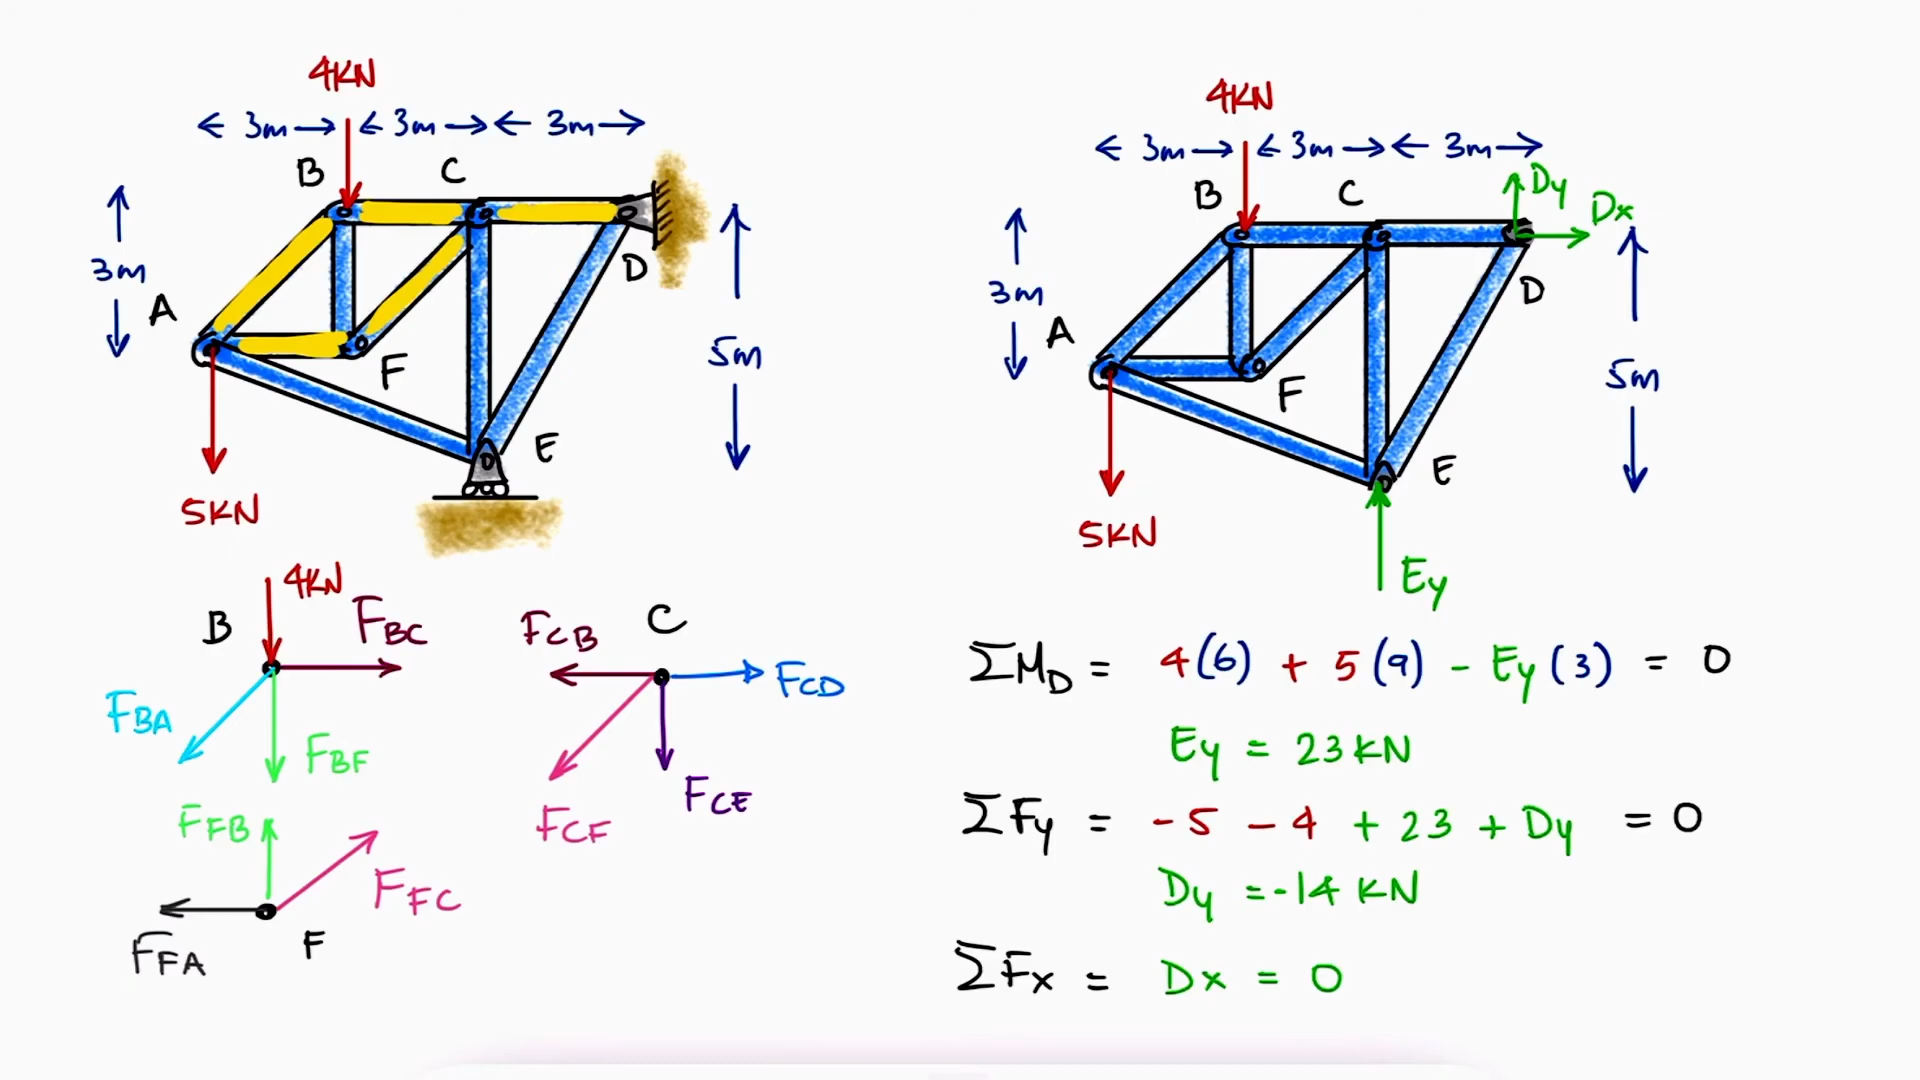 4KN
3m 3m 3m
B C
3m
A
D
F
5m
E
5KN
4KN
3m 3m 3m
B C
Dy
Dx
3m
A
D
F
5m
E
5KN
Ey
4KN
B
FBC
FBA
FBF
FCB
C
FCD
FCF
FCE
FFB
FFC
FFA
F
ΣMD = 4(6) + 5(9) - Ey(3) = 0
Ey = 23KN
ΣFy = -5 - 4 + 23 + Dy = 0
Dy = -14 KN
ΣFx = Dx = 0